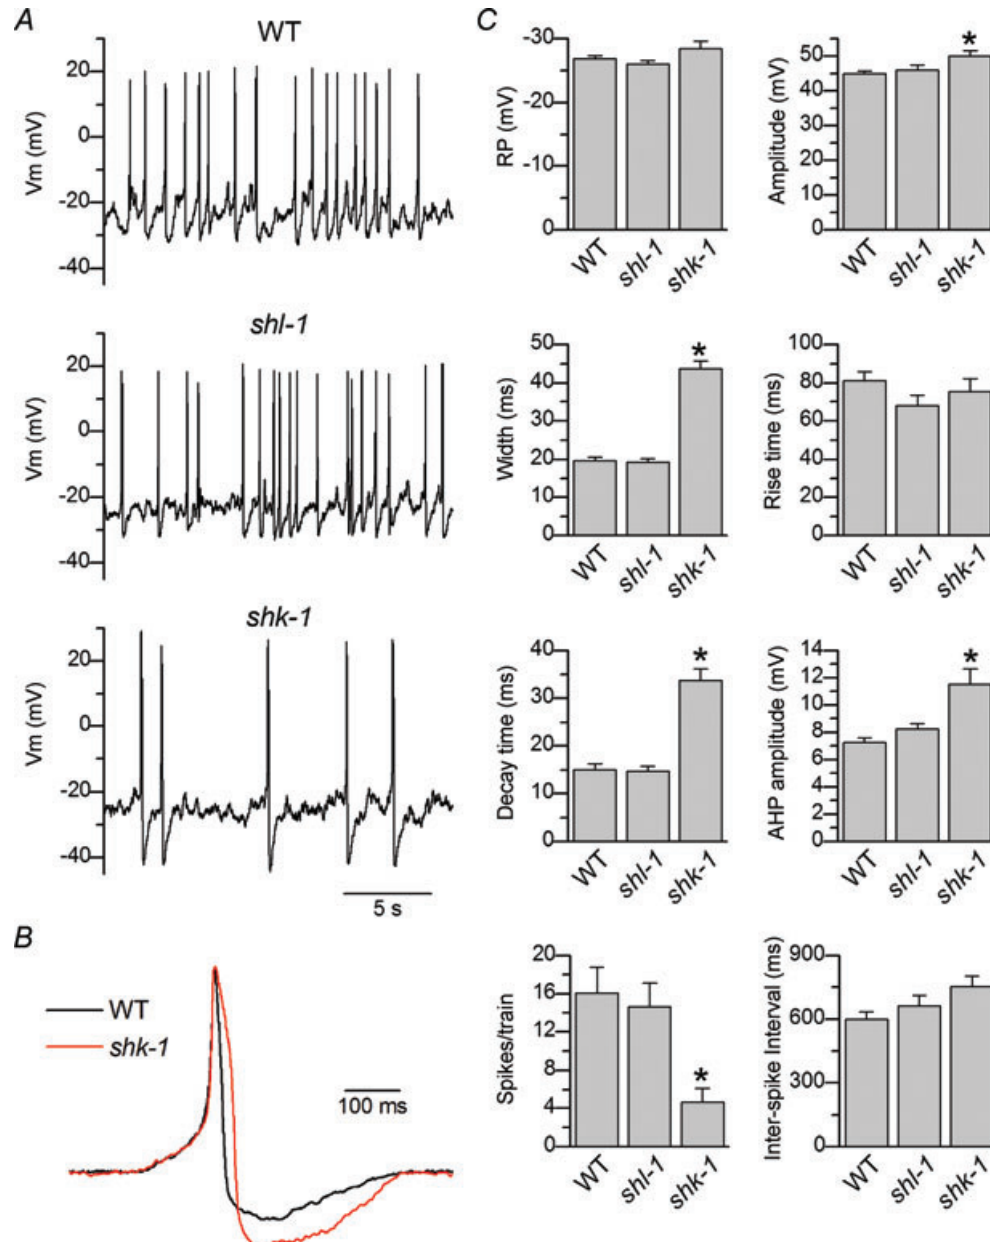 A
WT
Vm (mV)
20
0
-20
-40
shl-1
Vm (mV)
20
0
-20
-40
shk-1
Vm (mV)
20
0
-20
-40
5 s
B
WT
shk-1
100 ms
C
RP (mV)
-30
-20
-10
0
WT shl-1 shk-1
Amplitude (mV)
50
40
30
20
10
0
*
WT shl-1 shk-1
Width (ms)
50
40
30
20
10
0
*
WT shl-1 shk-1
Rise time (ms)
100
80
60
40
20
0
WT shl-1 shk-1
Decay time (ms)
40
30
20
10
0
*
WT shl-1 shk-1
AHP amplitude (mV)
14
12
10
8
6
4
2
0
*
WT shl-1 shk-1
Spikes/train
20
16
12
8
4
0
*
WT shl-1 shk-1
Inter-spike Interval (ms)
900
600
300
0
WT shl-1 shk-1